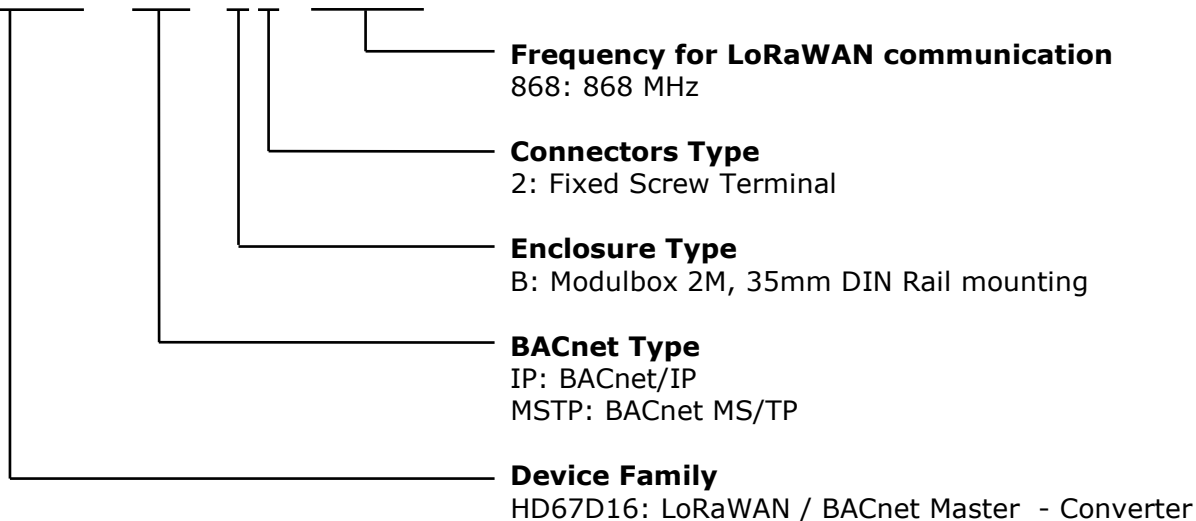 Frequency for LoRaWAN communication
868: 868 MHz
Connectors Type
2: Fixed Screw Terminal
Enclosure Type
B: Modulbox 2M, 35mm DIN Rail mounting
BACnet Type
IP: BACnet/IP
MSTP: BACnet MS/TP
Device Family
HD67D16: LoRaWAN / BACnet Master - Converter